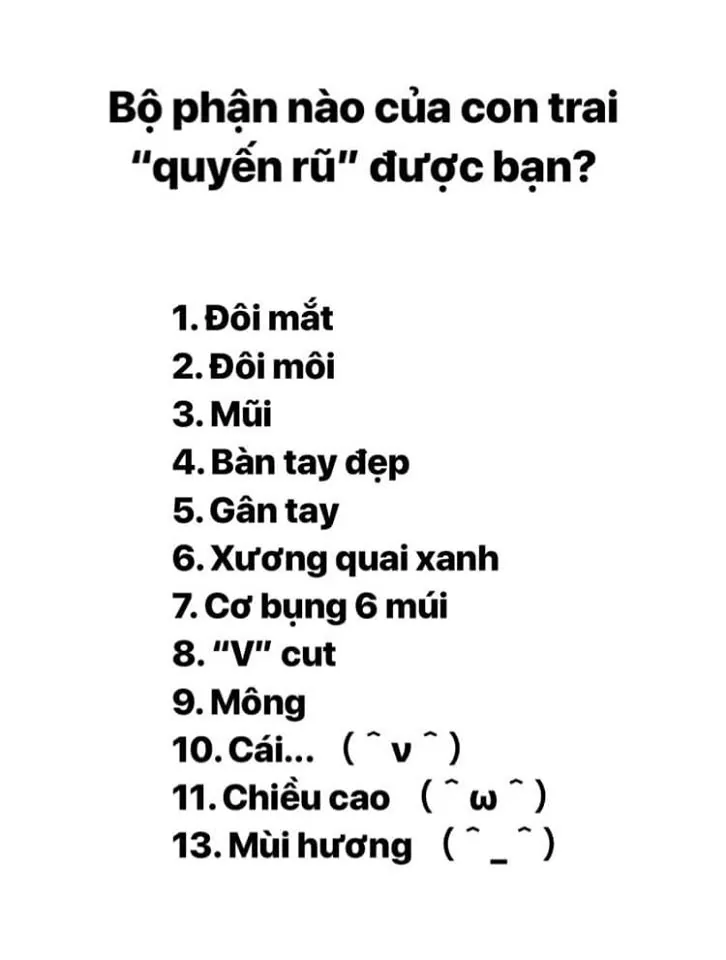 Bộ phận nào của con trai
“quyến rũ” được bạn?
1. Đôi mắt
2. Đôi môi
3. Mũi
4. Bàn tay đẹp
5. Gân tay
6. Xương quai xanh
7. Cơ bụng 6 múi
8. “V” cut
9. Mông
10. Cái... ( ˆ ν ˆ )
11. Chiều cao ( ˆ ω ˆ )
13. Mùi hương ( ˆ _ ˆ )